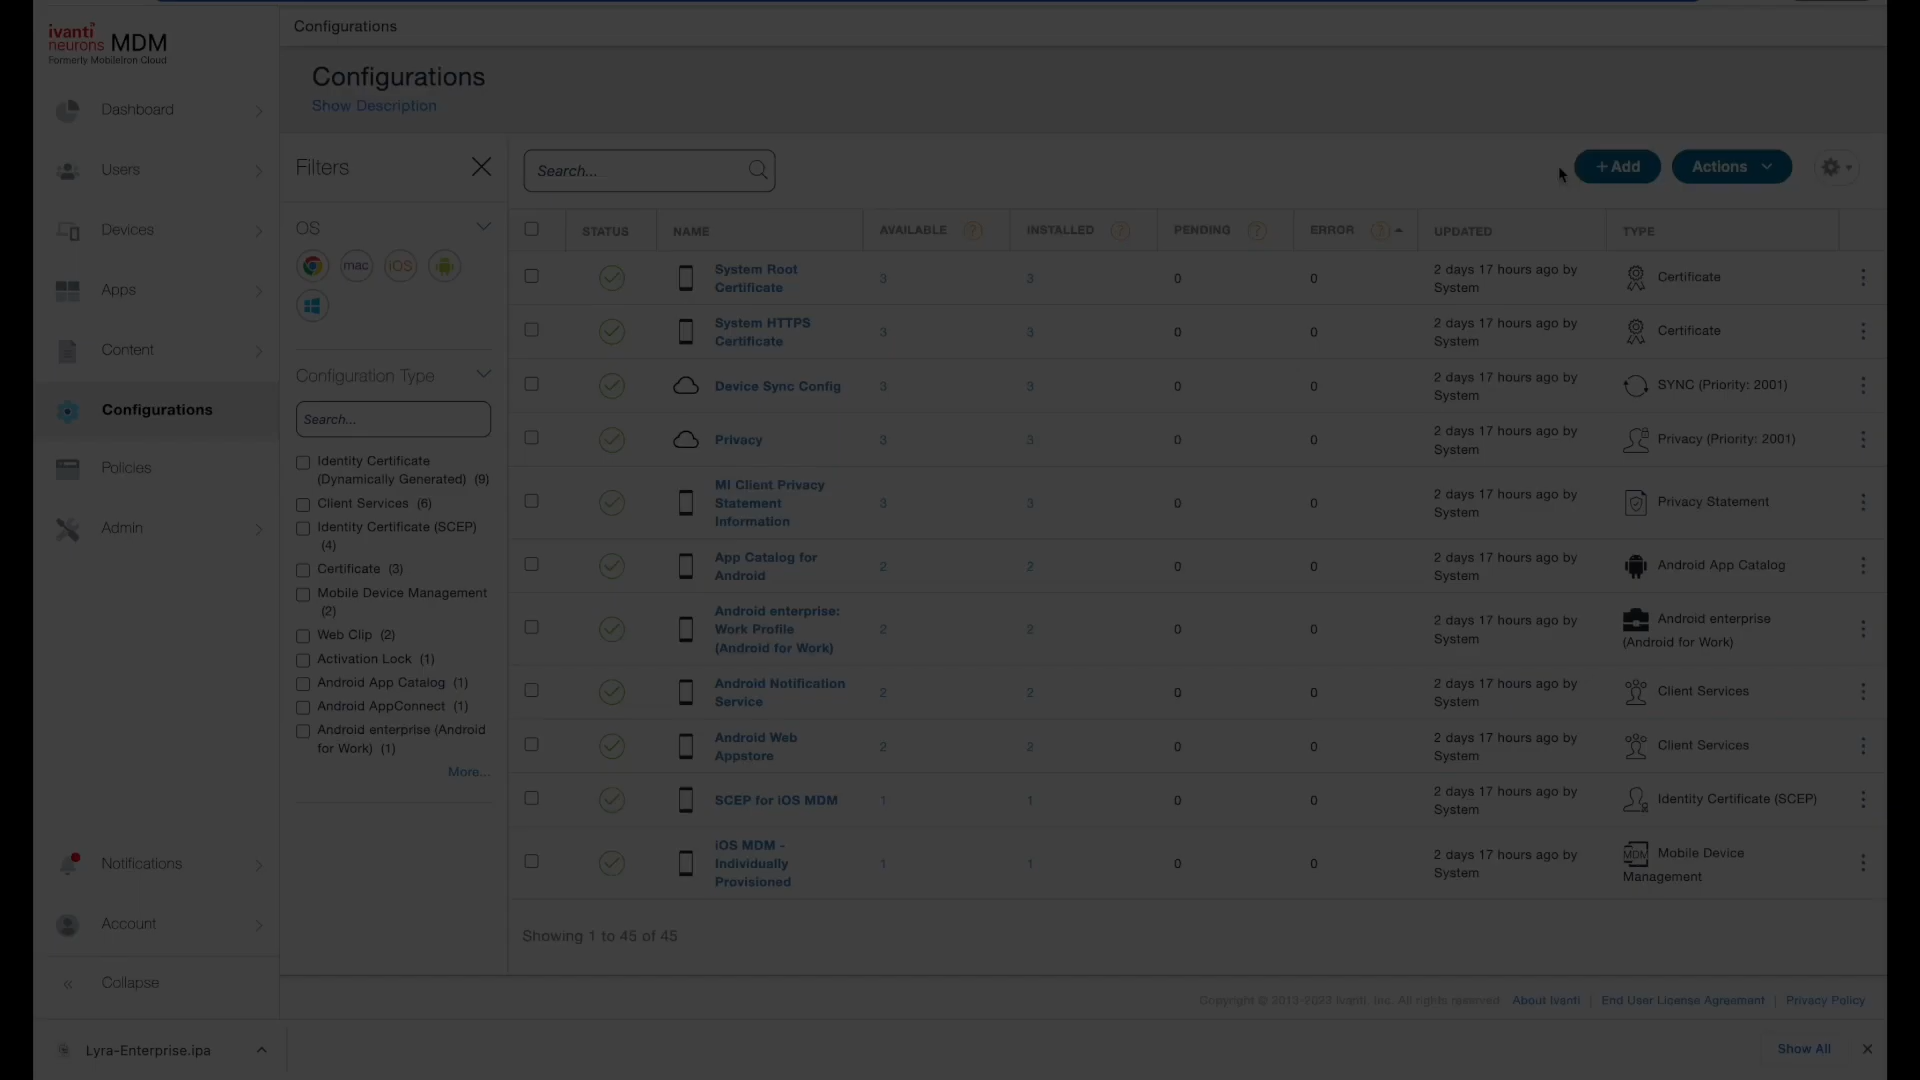 ivanti
neurons MDM
Formerly MobileIron Cloud
Dashboard
Users
Devices
Apps
Content
Configurations
Policies
Admin
Notifications
Account
Collapse
Configurations
Configurations
Show Description
Filters
OS
mac
iOS
Configuration Type
Search...
Identity Certificate
(Dynamically Generated) (9)
Client Services (6)
Identity Certificate (SCEP)
(4)
Certificate (3)
Mobile Device Management
(2)
Web Clip (2)
Activation Lock (1)
Android App Catalog (1)
Android AppConnect (1)
Android enterprise (Android
for Work) (1)
More...
Search...
+ Add
Actions
STATUS NAME AVAILABLE ? INSTALLED ? PENDING ? ERROR ? UPDATED TYPE
System Root
Certificate
3 3 0 0
2 days 17 hours ago by
System
Certificate
System HTTPS
Certificate
3 3 0 0
2 days 17 hours ago by
System
Certificate
Device Sync Config
3 3 0 0
2 days 17 hours ago by
System
SYNC (Priority: 2001)
Privacy
3 3 0 0
2 days 17 hours ago by
System
Privacy (Priority: 2001)
MI Client Privacy
Statement
Information
3 3 0 0
2 days 17 hours ago by
System
Privacy Statement
App Catalog for
Android
2 2 0 0
2 days 17 hours ago by
System
Android App Catalog
Android enterprise:
Work Profile
(Android for Work)
2 2 0 0
2 days 17 hours ago by
System
Android enterprise
(Android for Work)
Android Notification
Service
2 2 0 0
2 days 17 hours ago by
System
Client Services
Android Web
Appstore
2 2 0 0
2 days 17 hours ago by
System
Client Services
SCEP for iOS MDM
1 1 0 0
2 days 17 hours ago by
System
Identity Certificate (SCEP)
iOS MDM -
Individually
Provisioned
1 1 0 0
2 days 17 hours ago by
System
MDM Mobile Device
Management
Showing 1 to 45 of 45
Copyright © 2013-2023 Ivanti, Inc. All rights reserved About Ivanti | End User License Agreement | Privacy Policy
Lyra-Enterprise.ipa
Show All